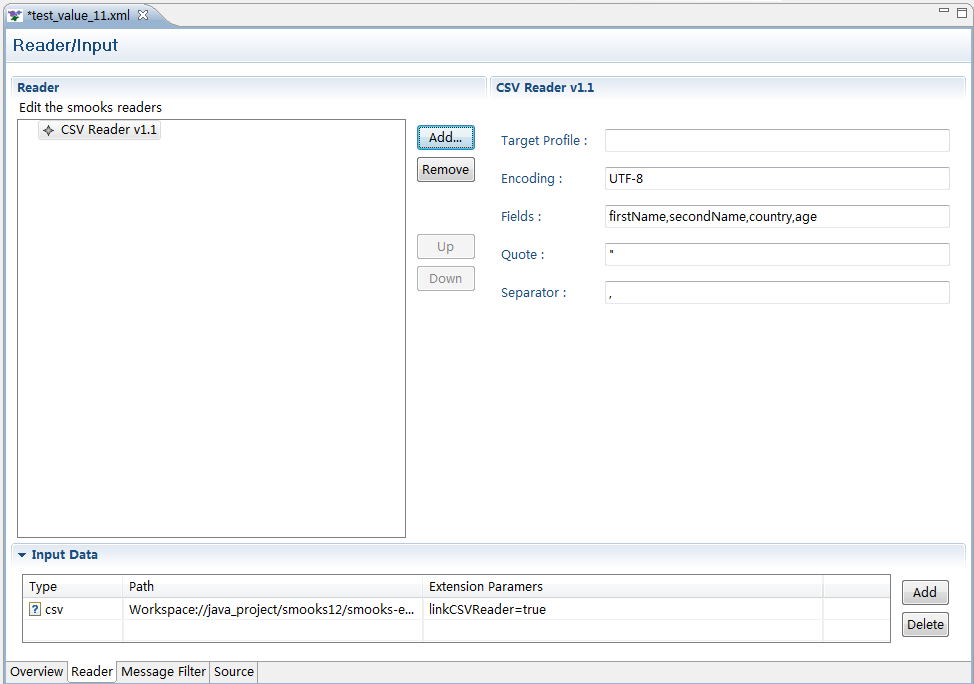 *test_value_11.xml
Reader/Input
Reader
Edit the smooks readers
CSV Reader v1.1
Add...
Remove
Up
Down
CSV Reader v1.1
Target Profile :
Encoding : UTF-8
Fields : firstName,secondName,country,age
Quote : "
Separator : ,
Input Data
Type Path Extension Paramers
? csv Workspace://java_project/smooks12/smooks-e... linkCSVReader=true
Add
Delete
Overview Reader Message Filter Source